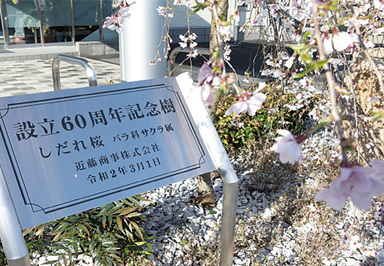 設立60周年記念樹
しだれ桜 バラ科サクラ属
近藤商事株式会社
令和2年3月1日